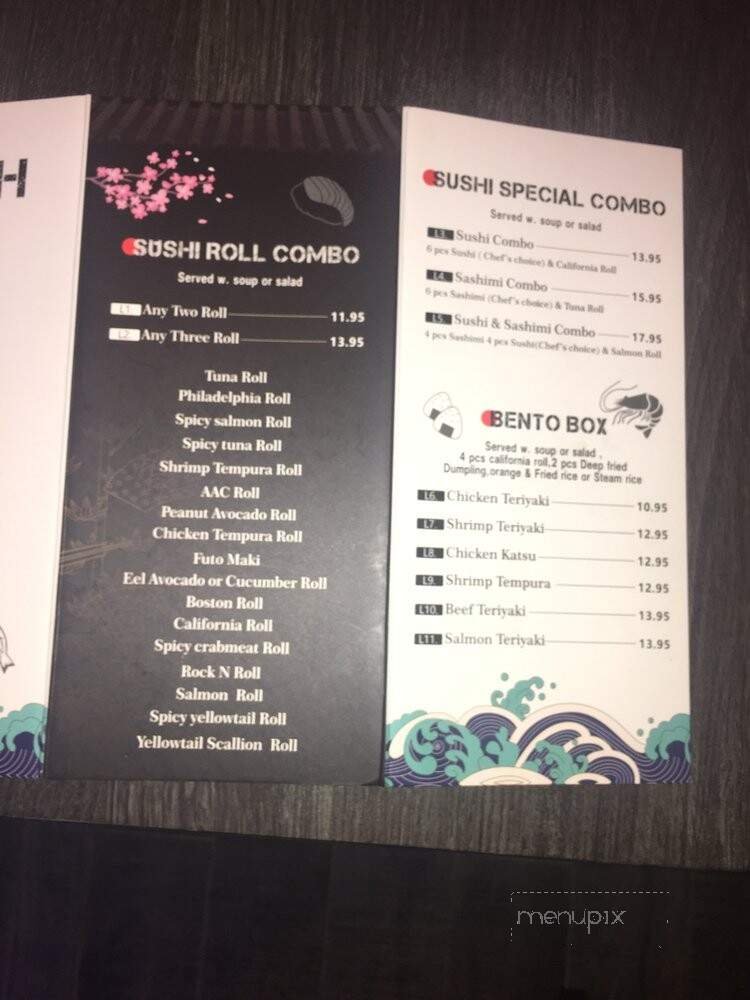 H
SUSHI ROLL COMBO
Served w. soup or salad
L1. Any Two Roll 11.95
L2. Any Three Roll 13.95
Tuna Roll
Philadelphia Roll
Spicy salmon Roll
Spicy tuna Roll
Shrimp Tempura Roll
AAC Roll
Peanut Avocado Roll
Chicken Tempura Roll
Futo Maki
Eel Avocado or Cucumber Roll
Boston Roll
California Roll
Spicy crabmeat Roll
Rock N Roll
Salmon Roll
Spicy yellowtail Roll
Yellowtail Scallion Roll
SUSHI SPECIAL COMBO
Served w. soup or salad
L3. Sushi Combo 13.95
6 pcs Sushi ( Chef's choice) & California Roll
L4. Sashimi Combo 15.95
6 pcs Sashimi (Chef's choice) & Tuna Roll
L5. Sushi & Sashimi Combo 17.95
4 pcs Sashimi 4 pcs Sushi(Chef's choice) & Salmon Roll
BENTO BOX
Served w. soup or salad ,
4 pcs california roll,2 pcs Deep fried
Dumpling,orange & Fried rice or Steam rice
L6. Chicken Teriyaki 10.95
L7. Shrimp Teriyaki 12.95
L8. Chicken Katsu 12.95
L9. Shrimp Tempura 12.95
L10. Beef Teriyaki 13.95
L11. Salmon Teriyaki 13.95
menupix